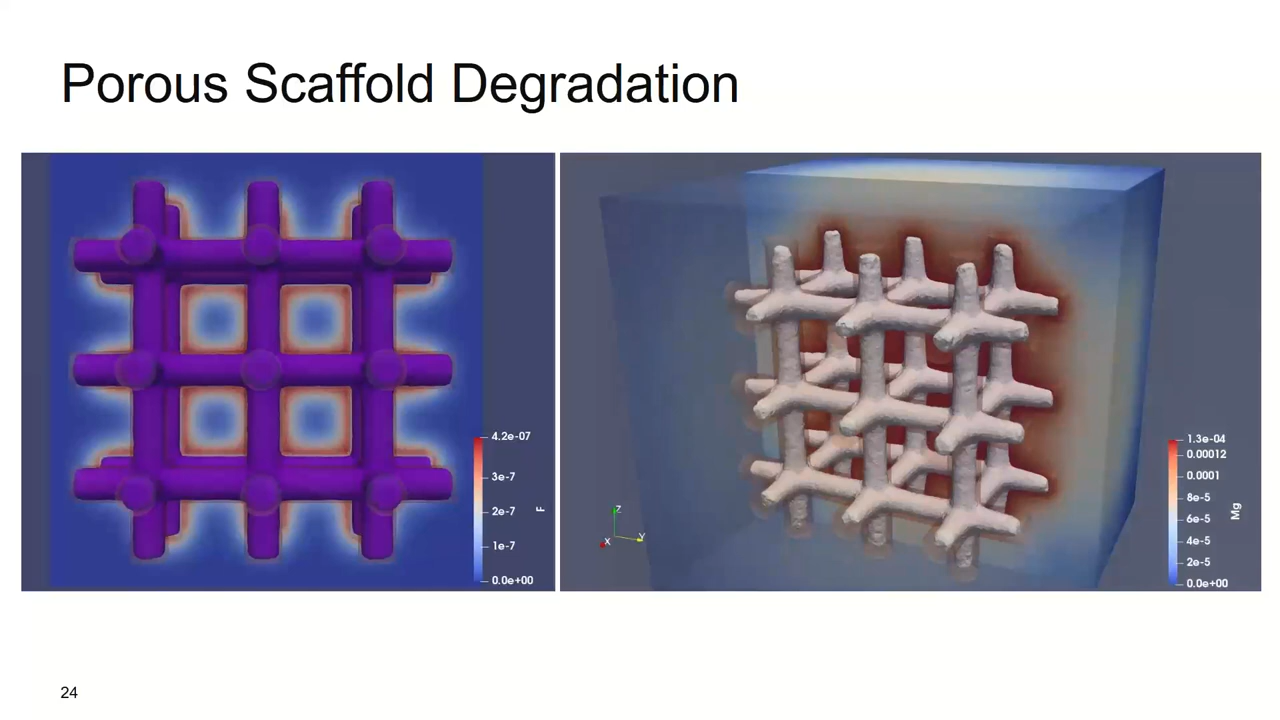 Porous Scaffold Degradation
4.2e-07
3e-7
2e-7
1e-7
0.0e+00
F
Z
Y
X
1.3e-04
0.00012
0.0001
8e-5
6e-5
4e-5
2e-5
0.0e+00
Mg
24